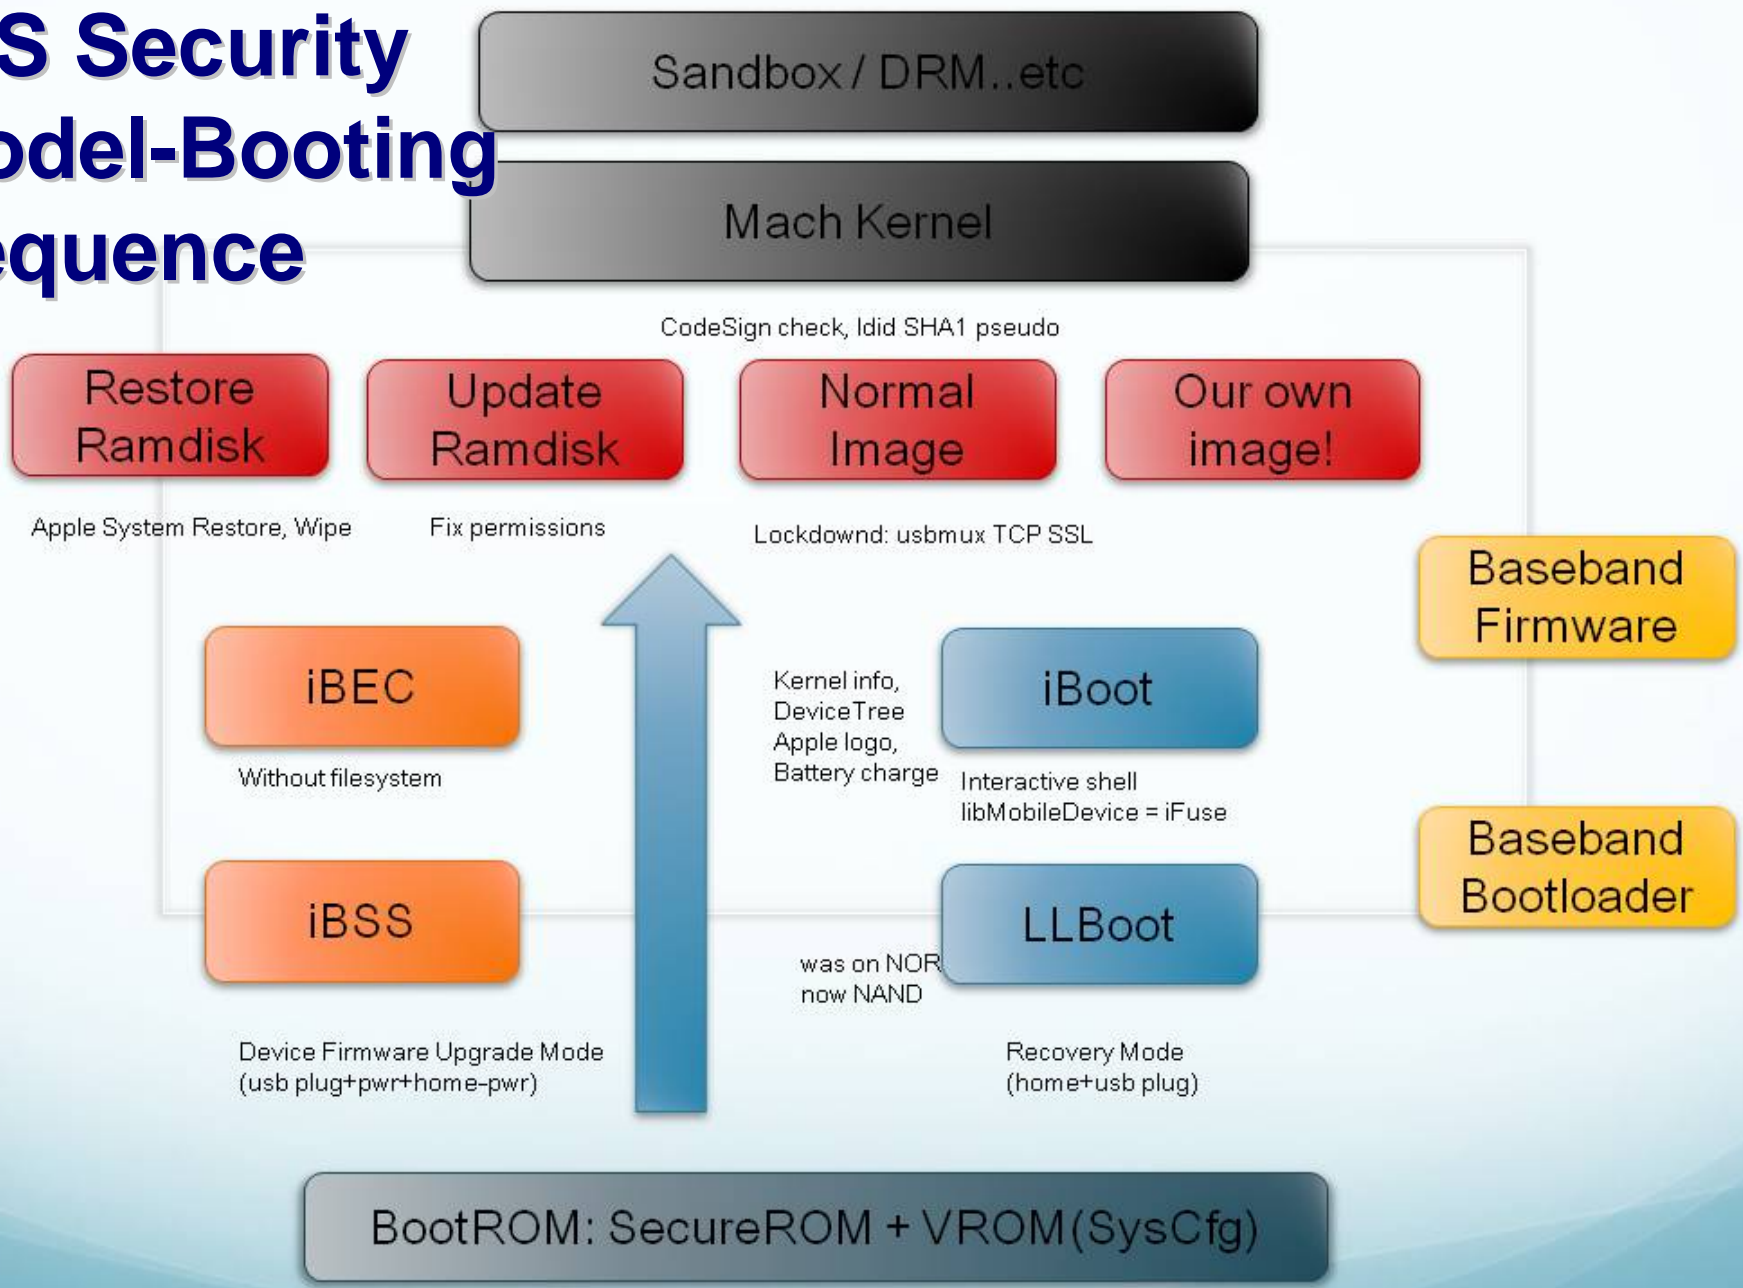 S Security
odel-Booting
equence
Sandbox / DRM..etc
Mach Kernel
CodeSign check, ldid SHA1 pseudo
Restore
Ramdisk
Update
Ramdisk
Normal
Image
Our own
image!
Apple System Restore, Wipe
Fix permissions
Lockdownd: usbmux TCP SSL
Baseband
Firmware
iBEC
Without filesystem
Kernel info,
DeviceTree
Apple logo,
Battery charge
iBoot
Interactive shell
libMobileDevice = iFuse
Baseband
Bootloader
iBSS
LLBoot
was on NOR
now NAND
Device Firmware Upgrade Mode
(usb plug+pwr+home-pwr)
Recovery Mode
(home+usb plug)
BootROM: SecureROM + VROM(SysCfg)